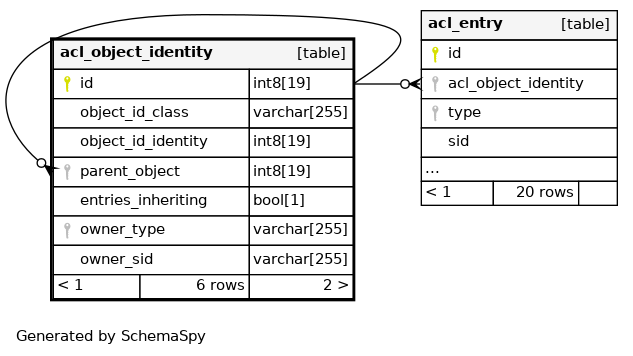 acl_object_identity [table]
id int8[19]
object_id_class varchar[255]
object_id_identity int8[19]
parent_object int8[19]
entries_inheriting bool[1]
owner_type varchar[255]
owner_sid varchar[255]
< 1 6 rows 2 >
acl_entry [table]
id
acl_object_identity
type
sid
...
< 1 20 rows
Generated by SchemaSpy